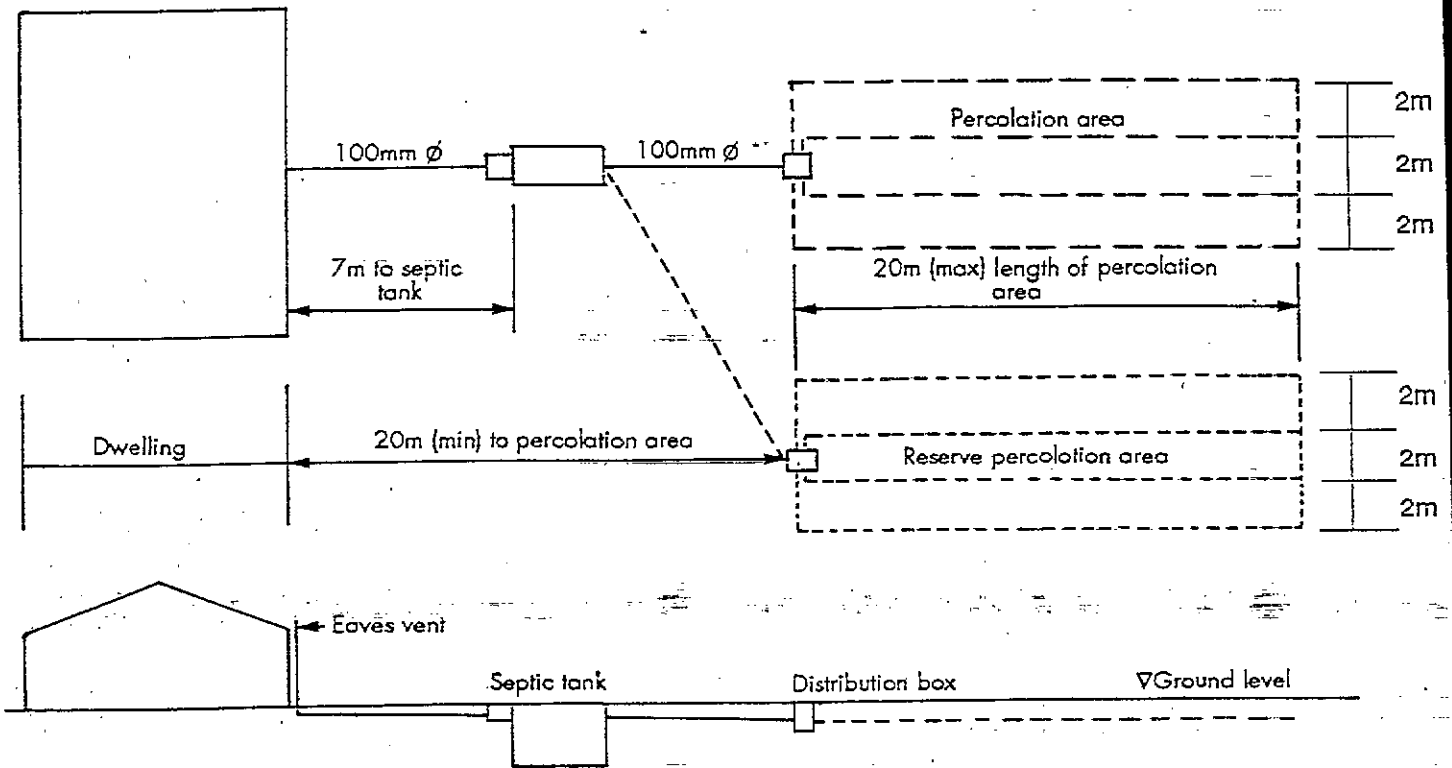 Percolation area
2m
100mm Ø
100mm Ø
2m
2m
7m to septic
tank
20m (max) length of percolation
area
2m
Dwelling
20m (min) to percolation area
Reserve percolotion area
2m
2m
Eaves vent
Septic tank
Distribution box
∇Ground level